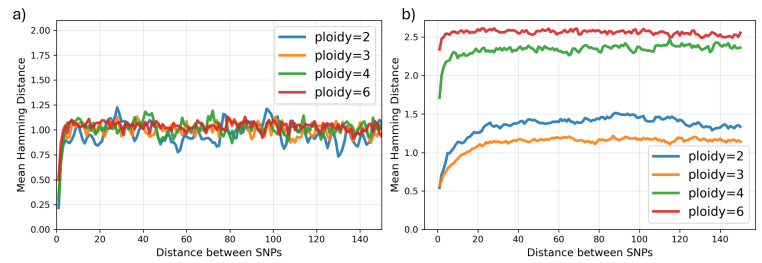 a)
Mean Hamming Distance
2.00
1.75
1.50
1.25
1.00
0.75
0.50
0.25
0.00
ploidy=2
ploidy=3
ploidy=4
ploidy=6
0 20 40 60 80 100 120 140
Distance between SNPs
b)
Mean Hamming Distance
2.5
2.0
1.5
1.0
0.5
0.0
ploidy=2
ploidy=3
ploidy=4
ploidy=6
0 20 40 60 80 100 120 140
Distance between SNPs